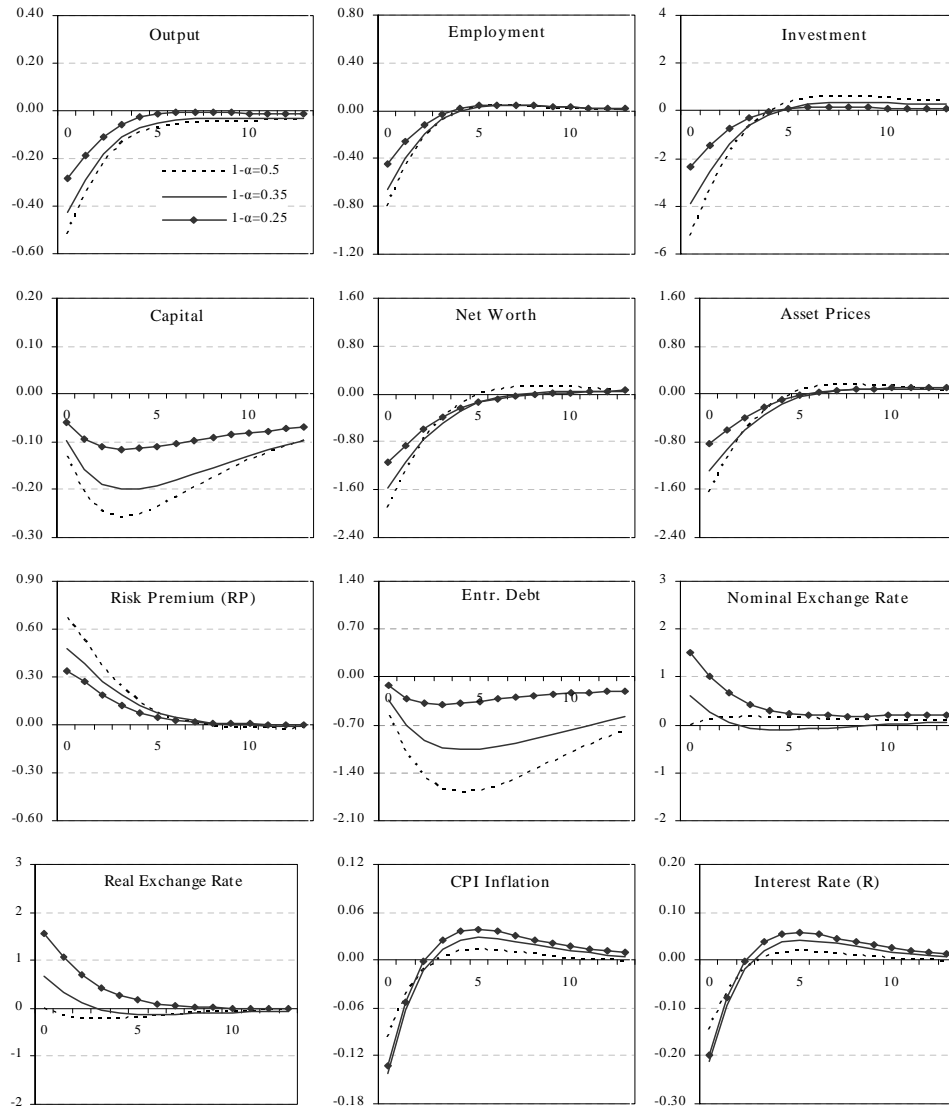 Output
0.40
0.20
0.00
-0.20
-0.40
-0.60
0 5 10
1-α=0.5
1-α=0.35
1-α=0.25
Employment
0.80
0.40
0.00
-0.40
-0.80
-1.20
0 5 10
Investment
4
2
0
-2
-4
-6
0 5 10
Capital
0.20
0.10
0.00
-0.10
-0.20
-0.30
0 5 10
Net Worth
1.60
0.80
0.00
-0.80
-1.60
-2.40
0 5 10
Asset Prices
1.60
0.80
0.00
-0.80
-1.60
-2.40
0 5 10
Risk Premium (RP)
0.90
0.60
0.30
0.00
-0.30
-0.60
0 5 10
Entr. Debt
1.40
0.70
0.00
-0.70
-1.40
-2.10
0 5 10
Nominal Exchange Rate
3
2
1
0
-1
-2
0 5 10
Real Exchange Rate
3
2
1
0
-1
-2
0 5 10
CPI Inflation
0.12
0.06
0.00
-0.06
-0.12
-0.18
0 5 10
Interest Rate (R)
0.20
0.10
0.00
-0.10
-0.20
-0.30
0 5 10